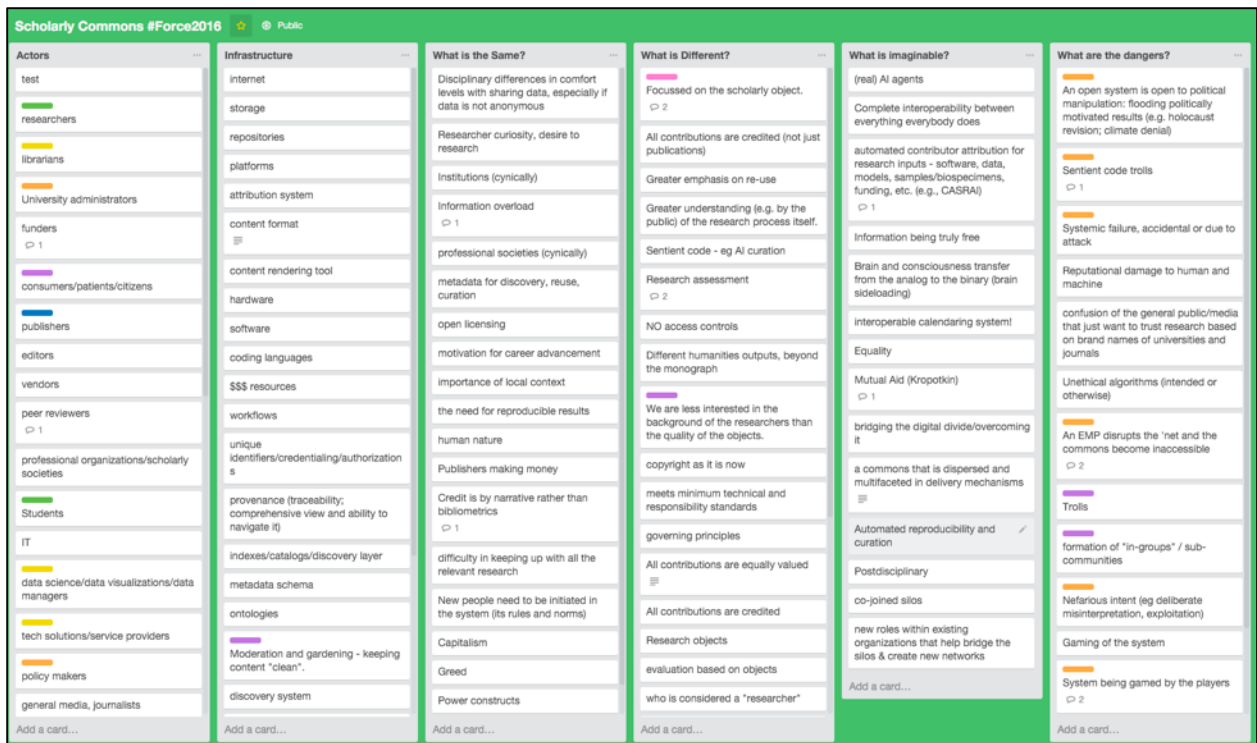 Scholarly Commons #Force2016
Public
Actors
test
researchers
librarians
University administrators
funders
1
consumers/patients/citizens
publishers
editors
vendors
peer reviewers
1
professional organizations/scholarly
societies
Students
IT
data science/data visualizations/data
managers
tech solutions/service providers
policy makers
general media, journalists
Add a card...
Infrastructure
internet
storage
repositories
platforms
attribution system
content format
content rendering tool
hardware
software
coding languages
$$$ resources
workflows
unique
identifiers/credentialing/authorization
s
provenance (traceability;
comprehensive view and ability to
navigate it)
indexes/catalogs/discovery layer
metadata schema
ontologies
Moderation and gardening - keeping
content "clean".
discovery system
Add a card...
What is the Same?
Disciplinary differences in comfort
levels with sharing data, especially if
data is not anonymous
Researcher curiosity, desire to
research
Institutions (cynically)
Information overload
1
professional societies (cynically)
metadata for discovery, reuse,
curation
open licensing
motivation for career advancement
importance of local context
the need for reproducible results
human nature
Publishers making money
Credit is by narrative rather than
bibliometrics
1
difficulty in keeping up with all the
relevant research
New people need to be initiated in
the system (its rules and norms)
Capitalism
Greed
Power constructs
Add a card...
What is Different?
Focussed on the scholarly object.
2
All contributions are credited (not just
publications)
Greater emphasis on re-use
Greater understanding (e.g. by the
public) of the research process itself.
Sentient code - eg AI curation
Research assessment
2
NO access controls
Different humanities outputs, beyond
the monograph
We are less interested in the
background of the researchers than
the quality of the objects.
copyright as it is now
meets minimum technical and
responsibility standards
governing principles
All contributions are equally valued
All contributions are credited
Research objects
evaluation based on objects
who is considered a "researcher"
Add a card...
What is imaginable?
(real) AI agents
Complete interoperability between
everything everybody does
automated contributor attribution for
research inputs - software, data,
models, samples/biospecimens,
funding, etc. (e.g., CASRAI)
1
Information being truly free
Brain and consciousness transfer
from the analog to the binary (brain
sideloading)
interoperable calendaring system!
Equality
Mutual Aid (Kropotkin)
1
bridging the digital divide/overcoming
it
a commons that is dispersed and
multifaceted in delivery mechanisms
Automated reproducibility and
curation
Postdisciplinary
co-joined silos
new roles within existing
organizations that help bridge the
silos & create new networks
Add a card...
What are the dangers?
An open system is open to political
manipulation: flooding politically
motivated results (e.g. holocaust
revision; climate denial)
Sentient code trolls
1
Systemic failure, accidental or due to
attack
Reputational damage to human and
machine
confusion of the general public/media
that just want to trust research based
on brand names of universities and
journals
Unethical algorithms (intended or
otherwise)
An EMP disrupts the 'net and the
commons become inaccessible
2
Trolls
formation of "in-groups" / sub-
communities
Nefarious intent (eg deliberate
misinterpretation, exploitation)
Gaming of the system
System being gamed by the players
2
Add a card...